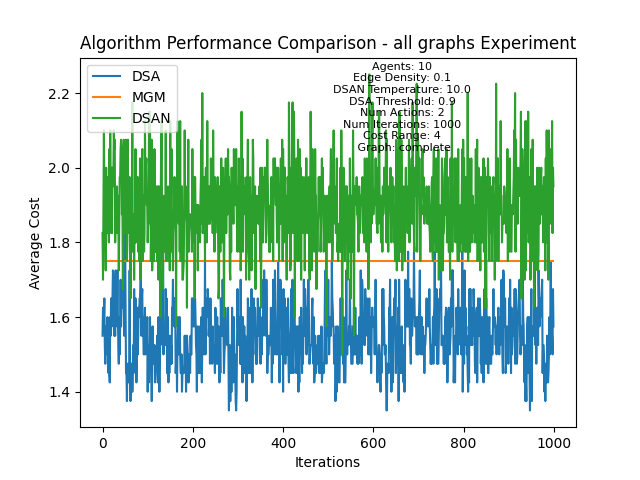 Algorithm Performance Comparison - all graphs Experiment
DSA
MGM
DSAN
Agents: 10
Edge Density: 0.1
DSAN Temperature: 10.0
DSA Threshold: 0.9
Num Actions: 2
Num Iterations: 1000
Cost Range: 4
Graph: complete
Average Cost
2.2
2.0
1.8
1.6
1.4
0
200
400
600
800
1000
Iterations